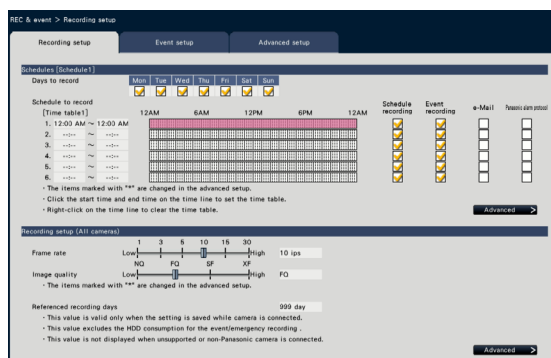 REC & event > Recording setup
Recording setup Event setup Advanced setup
Schedules [Schedule1]
Days to record Mon Tue Wed Thu Fri Sat Sun
Schedule to record
[Time table1] 12AM 6AM 12PM 6PM 12AM Schedule recording Event recording e-Mail Panasonic alarm protocol
1. 12:00 AM ~ 12:00 AM
2. --:-- ~ --:--
3. --:-- ~ --:--
4. --:-- ~ --:--
5. --:-- ~ --:--
6. --:-- ~ --:--
・The items marked with "*" are changed in the advanced setup.
・Click the start time and end time on the time line to set the time table.
・Right-click on the time line to clear the time table.
Advanced >
Recording setup (All cameras)
1 3 5 10 15 30
Frame rate Low High 10 ips
NQ FQ SF XF
Image quality Low High FQ
・The items marked with "*" are changed in the advanced setup.
Referenced recording days 999 day
・This value is valid only when the setting is saved while camera is connected.
・This value excludes the HDD consumption for the event/emergency recording .
・This value is not displayed when unsupported or non-Panasonic camera is connected.
Advanced >